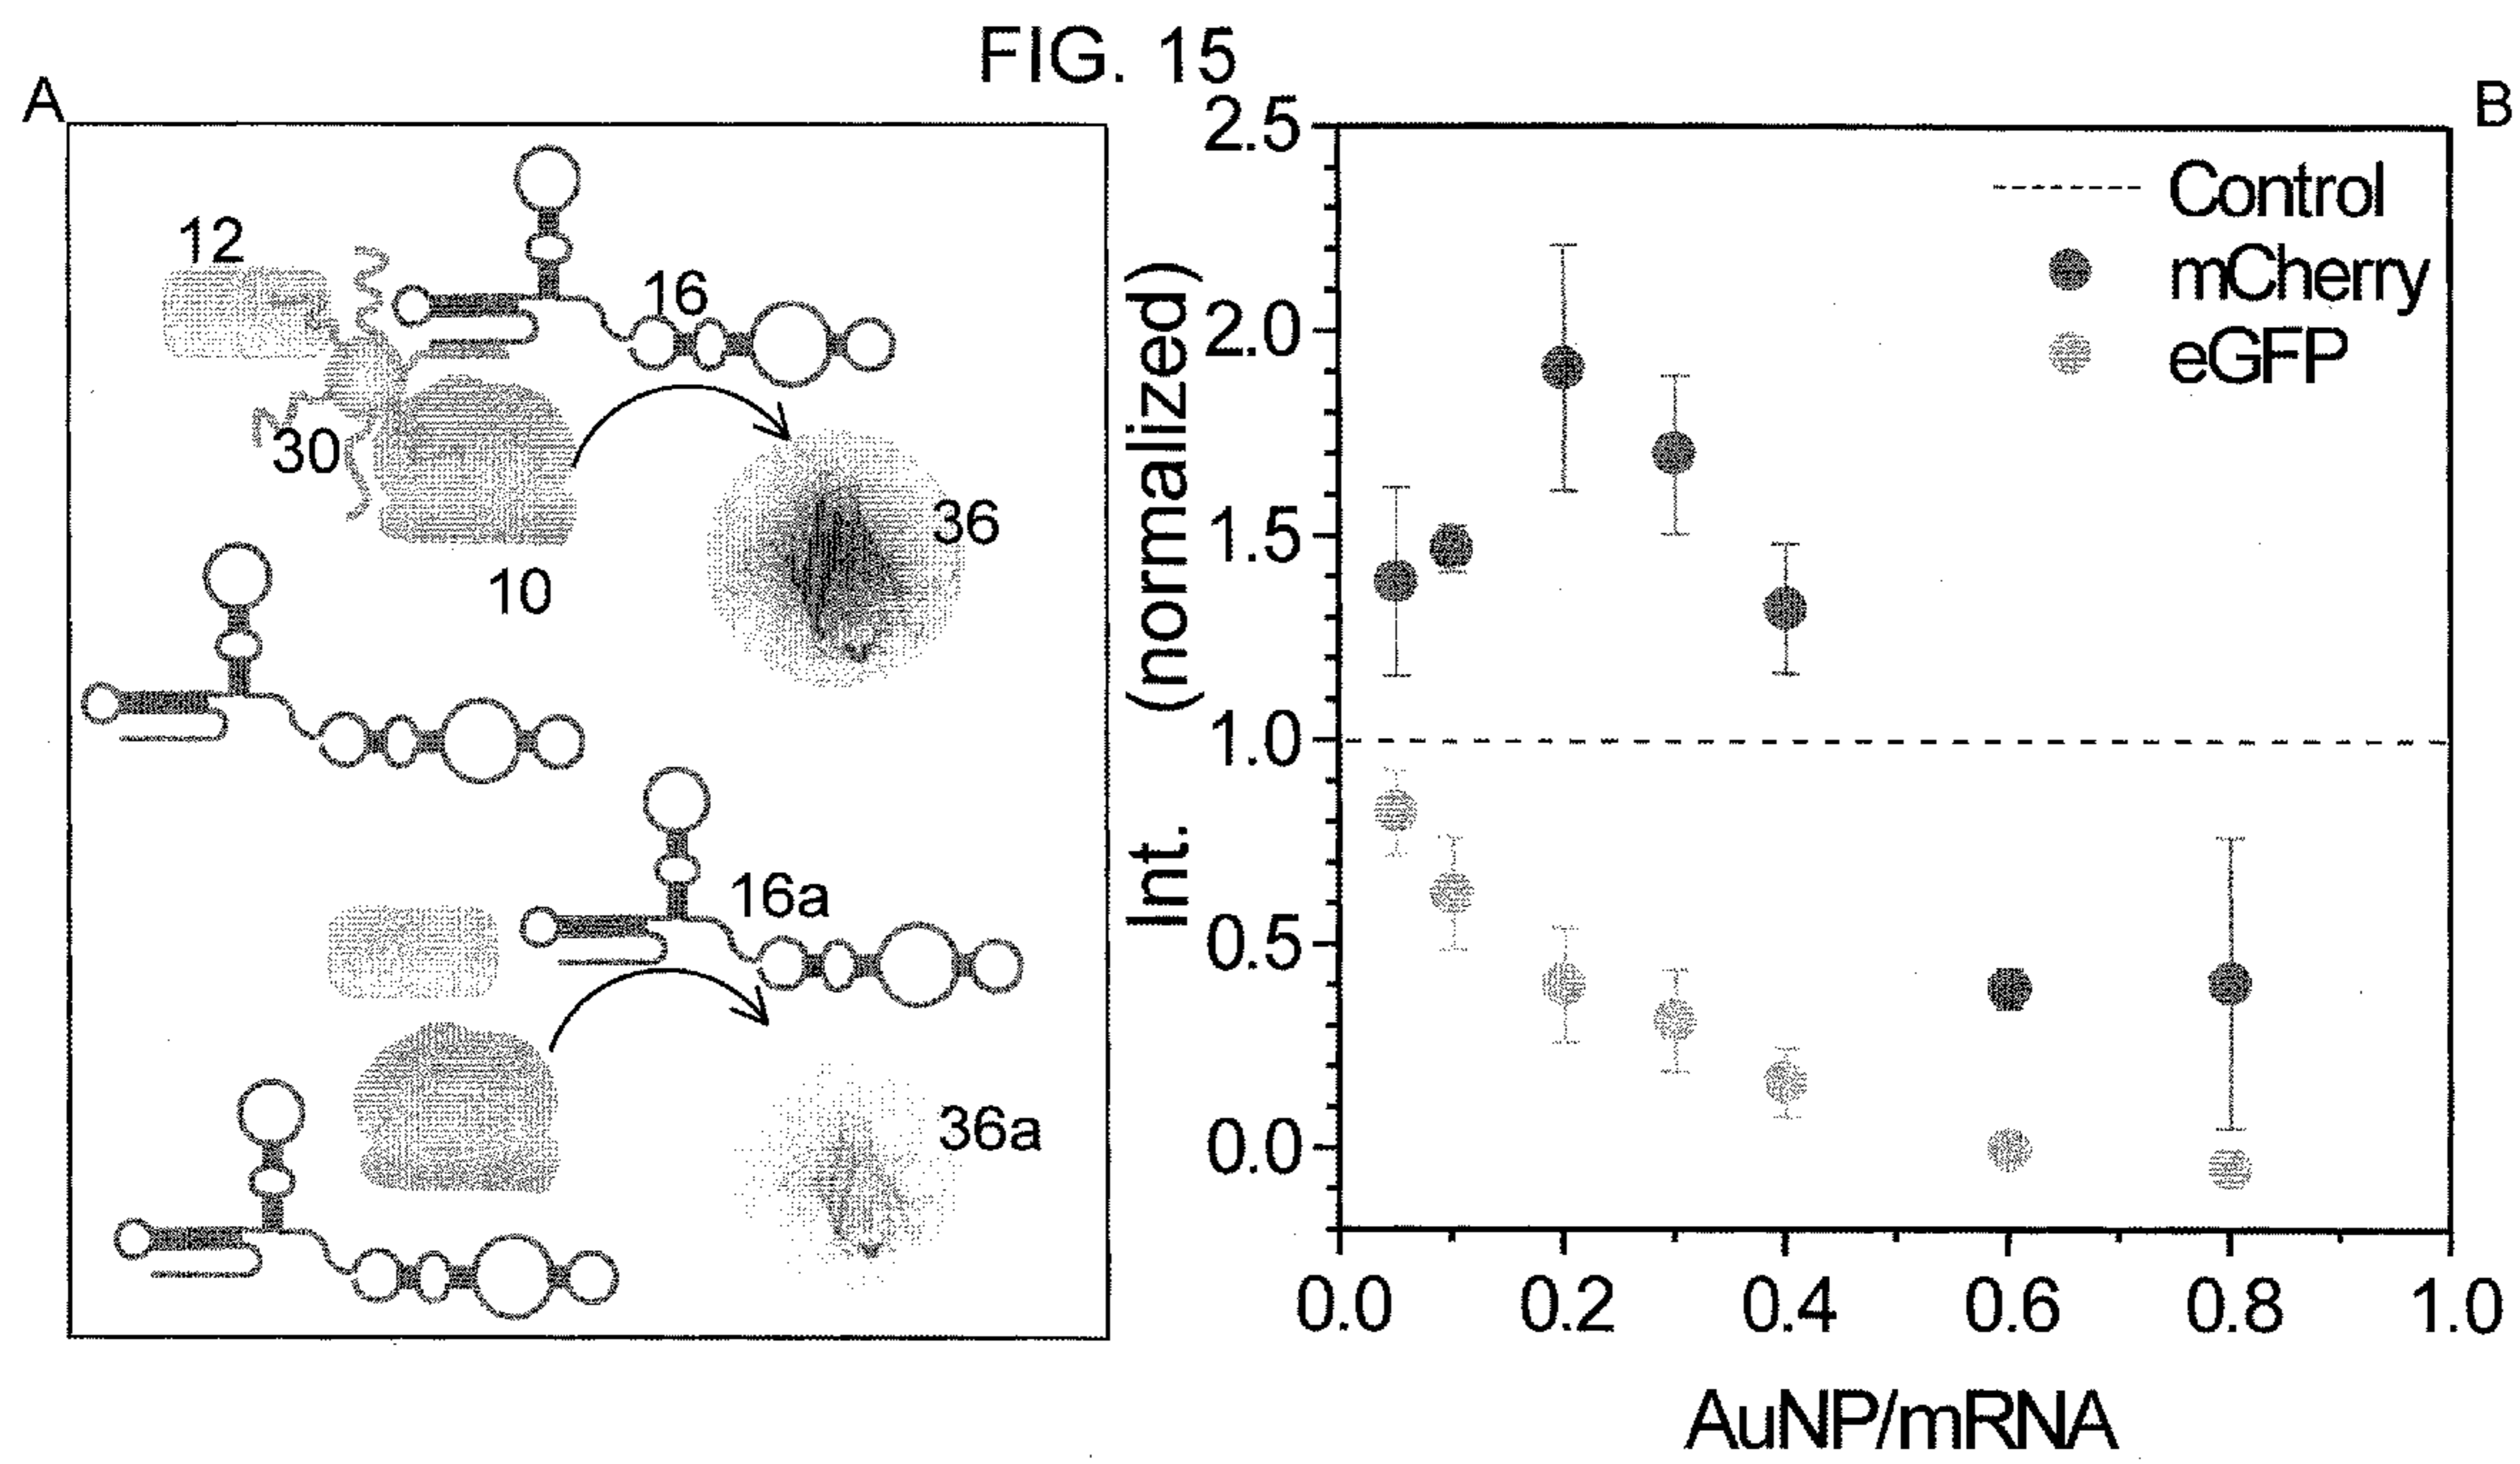 FIG. 15
A
12
16
30
36
10
16a
36a
B
Int. (normalized)
2.5
2.0
1.5
1.0
0.5
0.0
Control
mCherry
eGFP
0.0 0.2 0.4 0.6 0.8 1.0
AuNP/mRNA